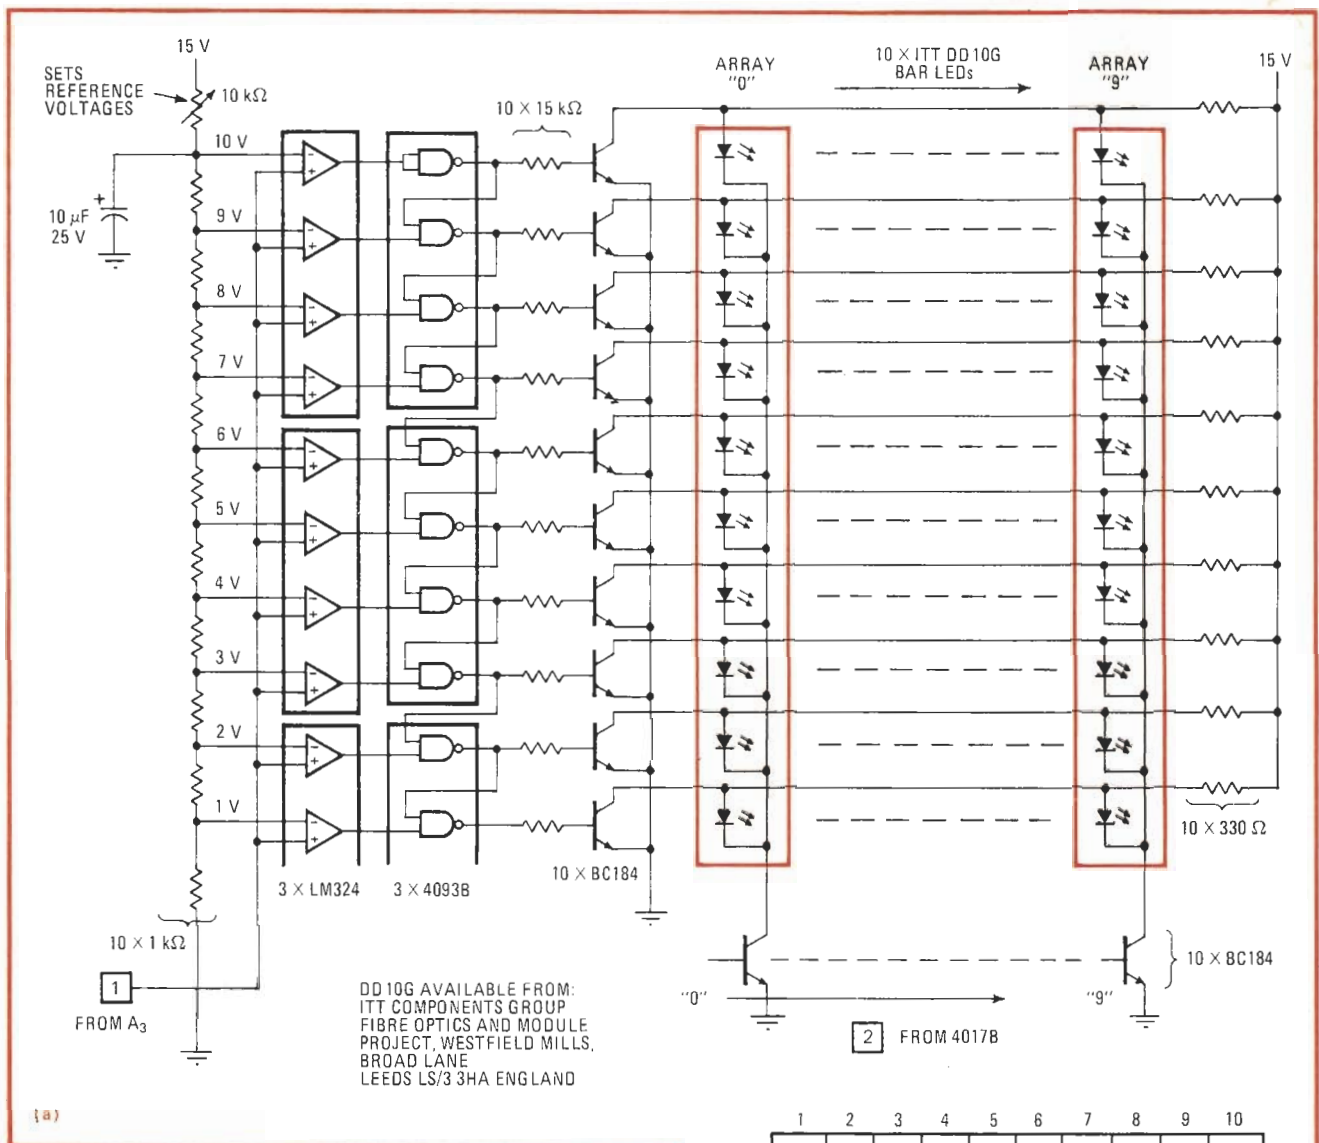 15 V
SETS
REFERENCE
VOLTAGES
10 kΩ
10 × 15 kΩ
ARRAY
"0"
10 × ITT DD10G
BAR LEDs
ARRAY
"9"
15 V
10 V
10 μF
25 V
+
9 V
8 V
7 V
6 V
5 V
4 V
3 V
2 V
1 V
- +
- +
- +
- +
- +
- +
- +
- +
- +
- +
3 × LM324
3 × 4093B
10 × BC184
10 × 330 Ω
10 × 1 kΩ
1
FROM A3
DD10G AVAILABLE FROM:
ITT COMPONENTS GROUP
FIBRE OPTICS AND MODULE
PROJECT, WESTFIELD MILLS,
BROAD LANE
LEEDS LS/3 3HA ENGLAND
"0"
"9"
10 × BC184
2 FROM 4017B
(a)
1 2 3 4 5 6 7 8 9 10